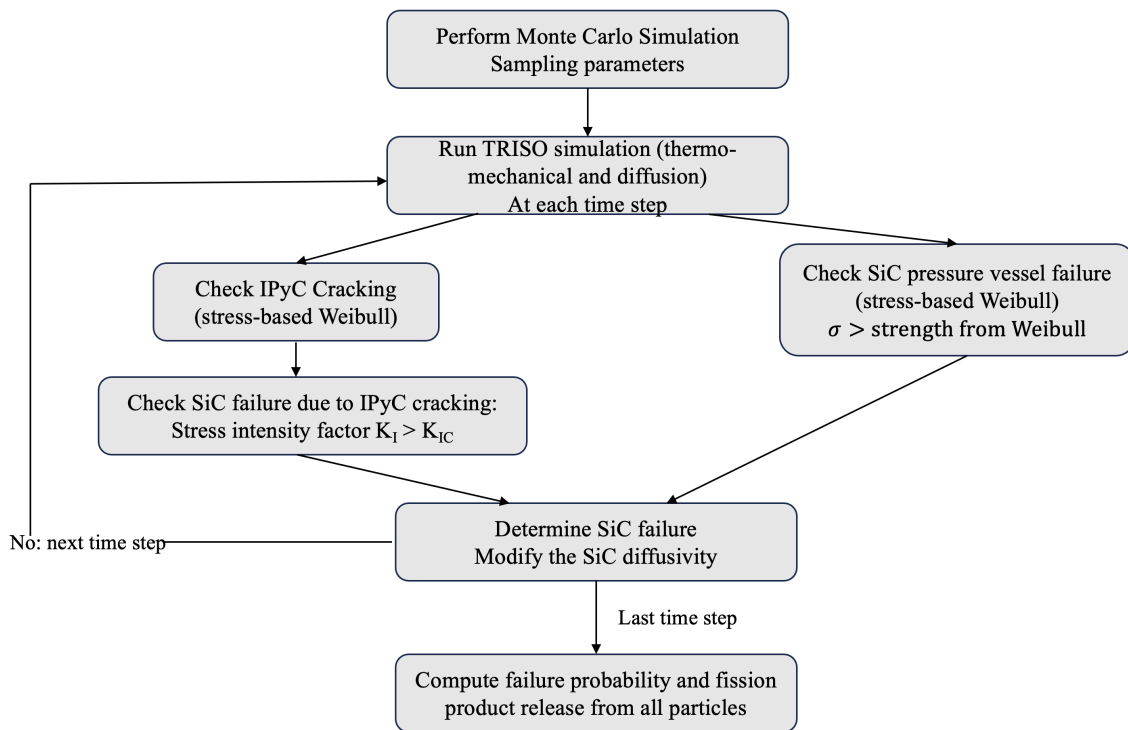 Perform Monte Carlo Simulation
Sampling parameters
Run TRISO simulation (thermo-
mechanical and diffusion)
At each time step
Check IPyC Cracking
(stress-based Weibull)
Check SiC pressure vessel failure
(stress-based Weibull)
σ > strength from Weibull
Check SiC failure due to IPyC cracking:
Stress intensity factor K_I > K_IC
Determine SiC failure
Modify the SiC diffusivity
No: next time step
Last time step
Compute failure probability and fission
product release from all particles